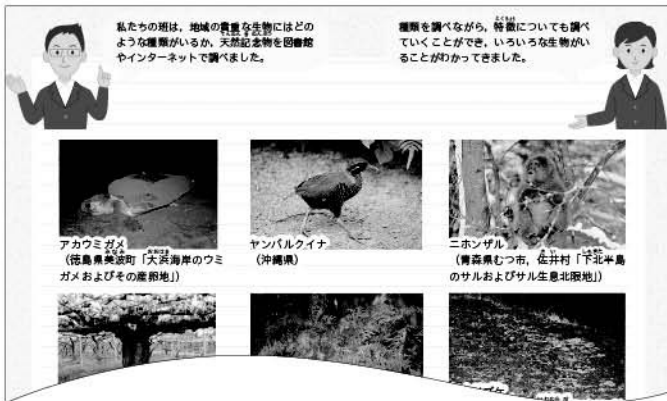 私たちの班は，地域の貴重な生物にはどの
ような種類がいるか，天然記念物を図書館
やインターネットで調べました。
種類を調べながら，特徴についても調べ
ていくことができ，いろいろな生物がい
ることがわかってきました。
アカウミガメ
（徳島県美波町「大浜海岸のウミ
ガメおよびその産卵地」）
ヤンバルクイナ
（沖縄県）
ニホンザル
（青森県むつ市，佐井村「下北半島
のサルおよびサル生息北限地」）